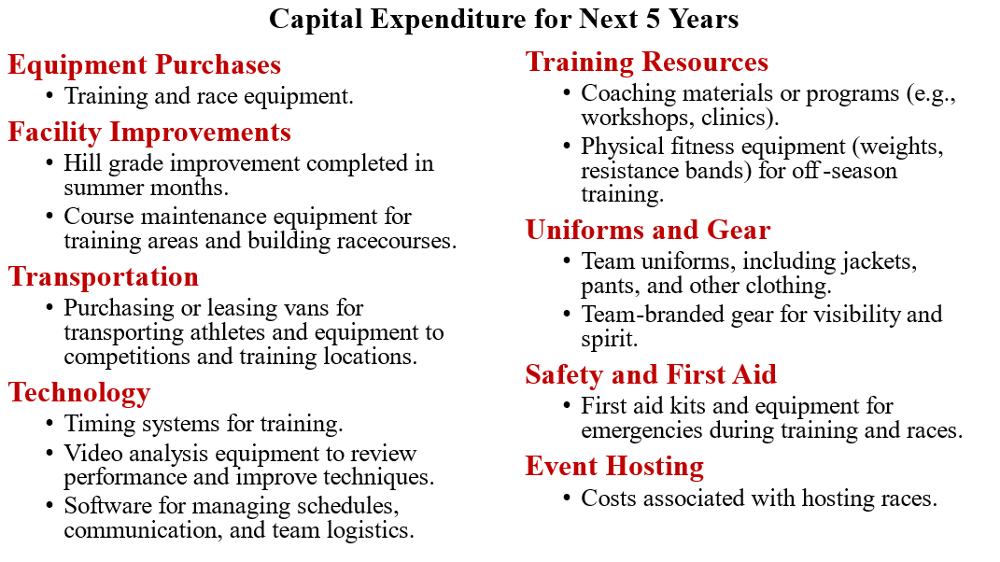 Capital Expenditure for Next 5 Years
Equipment Purchases
• Training and race equipment.
Facility Improvements
• Hill grade improvement completed in
summer months.
• Course maintenance equipment for
training areas and building racecourses.
Transportation
• Purchasing or leasing vans for
transporting athletes and equipment to
competitions and training locations.
Technology
• Timing systems for training.
• Video analysis equipment to review
performance and improve techniques.
• Software for managing schedules,
communication, and team logistics.
Training Resources
• Coaching materials or programs (e.g.,
workshops, clinics).
• Physical fitness equipment (weights,
resistance bands) for off-season
training.
Uniforms and Gear
• Team uniforms, including jackets,
pants, and other clothing.
• Team-branded gear for visibility and
spirit.
Safety and First Aid
• First aid kits and equipment for
emergencies during training and races.
Event Hosting
• Costs associated with hosting races.